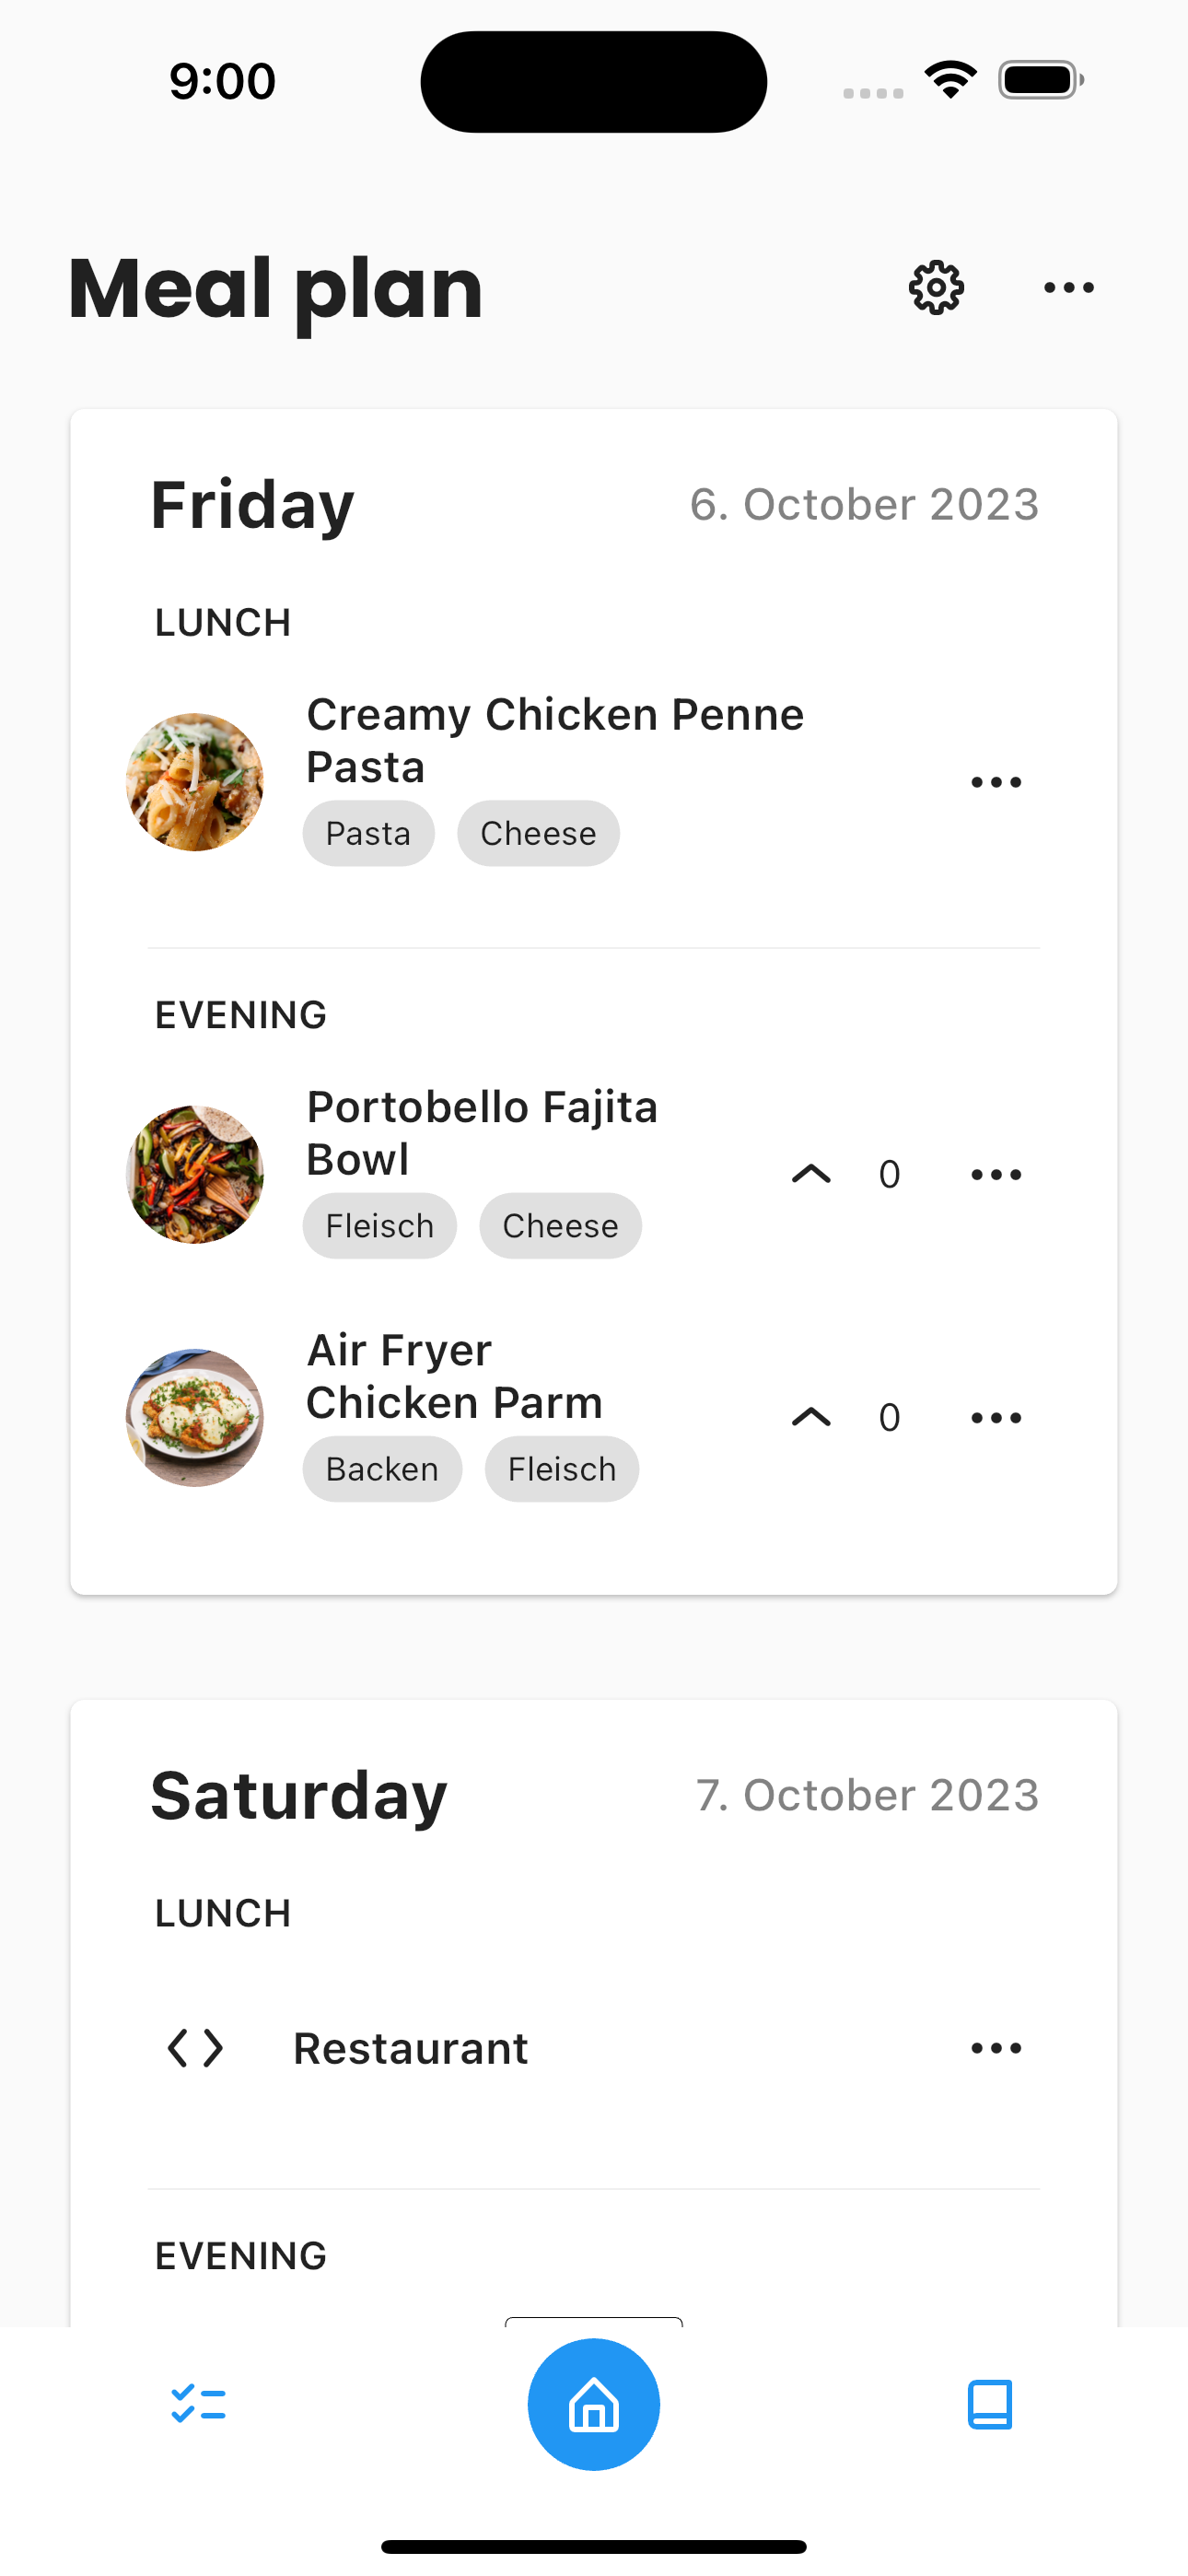 9:00
Meal plan
Friday
6. October 2023
LUNCH
Creamy Chicken Penne
Pasta
Pasta
Cheese
EVENING
Portobello Fajita
Bowl
0
Fleisch
Cheese
Air Fryer
Chicken Parm
0
Backen
Fleisch
Saturday
7. October 2023
LUNCH
Restaurant
EVENING